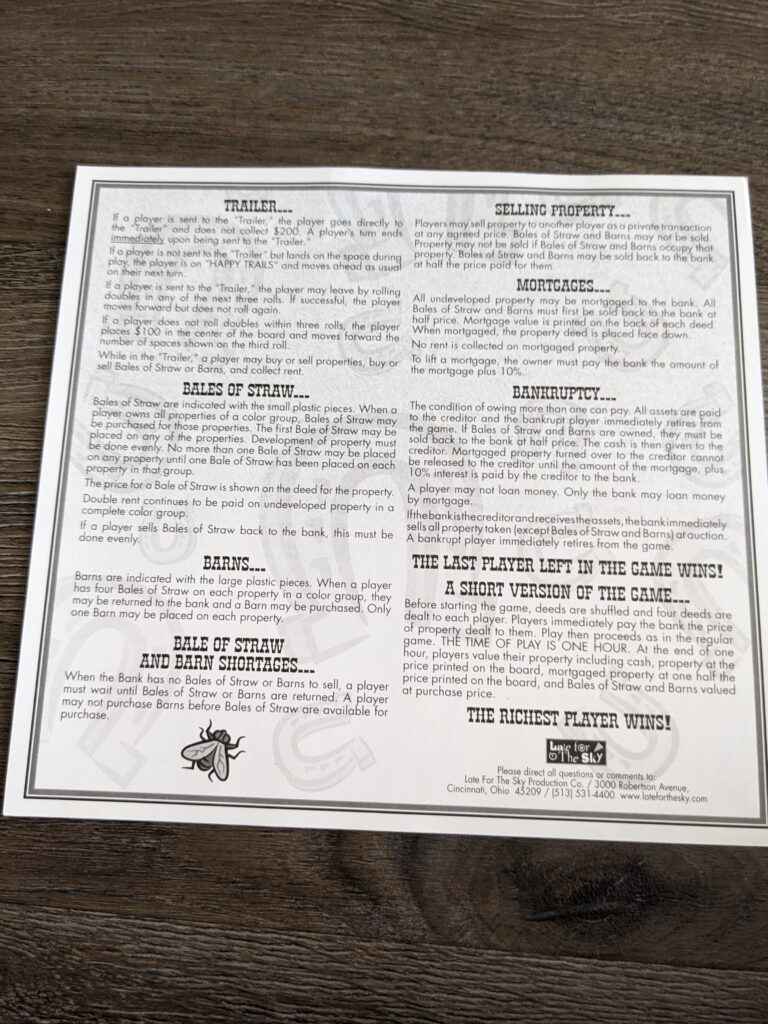 TRAILER...
If a player is sent to the "Trailer," the player goes directly to
the "Trailer" and does not collect $200. A player's turn ends
immediately upon being sent to the "Trailer."
If a player is not sent to the "Trailer" but lands on the space during
play, the player is on "HAPPY TRAILS" and moves ahead as usual
on their next turn.
If a player is sent to the "Trailer," the player may leave by rolling
doubles in any of the next three rolls. If successful, the player
moves forward but does not roll again.
If a player does not roll doubles within three rolls, the player
places $100 in the center of the board and moves forward the
number of spaces shown on the third roll.
While in the "Trailer," a player may buy or sell properties, buy or
sell Bales of Straw or Barns, and collect rent.
BALES OF STRAW...
Bales of Straw are indicated with the small plastic pieces. When a
player owns all properties of a color group, Bales of Straw may
be purchased for those properties. The first Bale of Straw may be
placed on any of the properties. Development of property must
be done evenly. No more than one Bale of Straw may be placed
on any property until one Bale of Straw has been placed on each
property in that group.
The price for a Bale of Straw is shown on the deed for the property.
Double rent continues to be paid on undeveloped property in a
complete color group.
If a player sells Bales of Straw back to the bank, this must be
done evenly.
BARNS...
Barns are indicated with the large plastic pieces. When a player
has four Bales of Straw on each property in a color group, they
may be returned to the bank and a Barn may be purchased. Only
one Barn may be placed on each property.
BALE OF STRAW
AND BARN SHORTAGES...
When the Bank has no Bales of Straw or Barns to sell, a player
must wait until Bales of Straw or Barns are returned. A player
may not purchase Barns before Bales of Straw are available for
purchase.
SELLING PROPERTY...
Players may sell property to another player as a private transaction
at any agreed price. Bales of Straw and Barns may not be sold.
Property may not be sold if Bales of Straw and Barns occupy that
property. Bales of Straw and Barns may be sold back to the bank
at half the price paid for them.
MORTGAGES...
All undeveloped property may be mortgaged to the bank. All
Bales of Straw and Barns must first be sold back to the bank at
half price. Mortgage value is printed on the back of each deed.
When mortgaged, the property deed is placed face down.
No rent is collected on mortgaged property.
To lift a mortgage, the owner must pay the bank the amount of
the mortgage plus 10%.
BANKRUPTCY...
The condition of owing more than one can pay. All assets are paid
to the creditor and the bankrupt player immediately retires from
the game. If Bales of Straw and Barns are owned, they must be
sold back to the bank at half price. The cash is then given to the
creditor. Mortgaged property turned over to the creditor cannot
be released to the creditor until the amount of the mortgage, plus
10% interest is paid by the creditor to the bank.
A player may not loan money. Only the bank may loan money
by mortgage.
If the bank is the creditor and receives the assets, the bank immediately
sells all property taken (except Bales of Straw and Barns) at auction.
A bankrupt player immediately retires from the game.
THE LAST PLAYER LEFT IN THE GAME WINS!
A SHORT VERSION OF THE GAME...
Before starting the game, deeds are shuffled and four deeds are
dealt to each player. Players immediately pay the bank the price
of property dealt to them. Play then proceeds as in the regular
game. THE TIME OF PLAY IS ONE HOUR. At the end of one
hour, players value their property including cash, property at the
price printed on the board, mortgaged property at one half the
price printed on the board, and Bales of Straw and Barns valued
at purchase price.
THE RICHEST PLAYER WINS!
Late for
The Sky
Please direct all questions or comments to:
Late For The Sky Production Co. / 3000 Robertson Avenue,
Cincinnati, Ohio 45209 / (513) 531-4400 www.lateforthesky.com